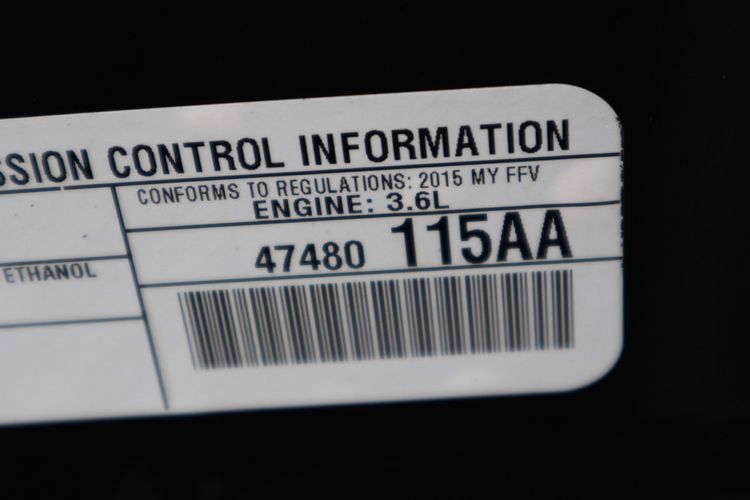 SSION CONTROL INFORMATION
CONFORMS TO REGULATIONS: 2015 MY FFV
ENGINE: 3.6L
47480 115AA
ETHANOL